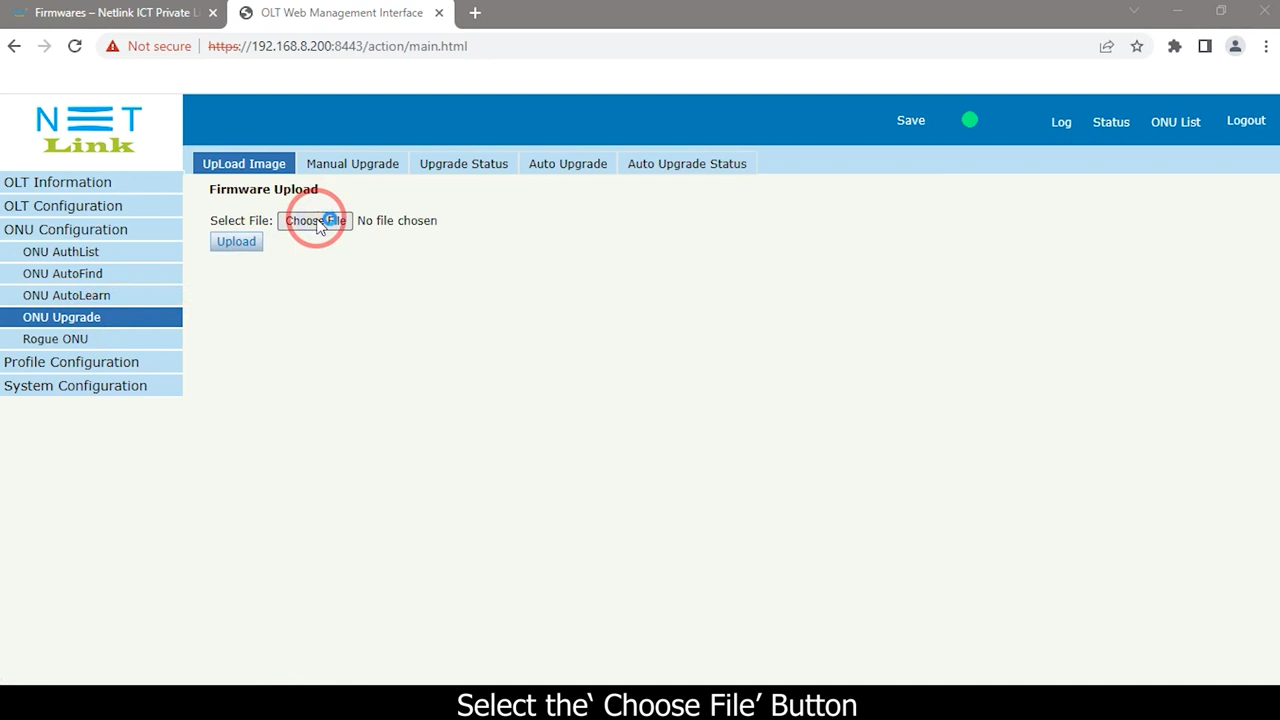 Firmwares – Netlink ICT Private L
OLT Web Management Interface
Not secure
https://192.168.8.200:8443/action/main.html
NET
Link
Save
Log
Status
ONU List
Logout
UpLoad Image
Manual Upgrade
Upgrade Status
Auto Upgrade
Auto Upgrade Status
OLT Information
OLT Configuration
ONU Configuration
ONU AuthList
ONU AutoFind
ONU AutoLearn
ONU Upgrade
Rogue ONU
Profile Configuration
System Configuration
Firmware Upload
Select File: Choose File No file chosen
Upload
Select the‘ Choose File’ Button